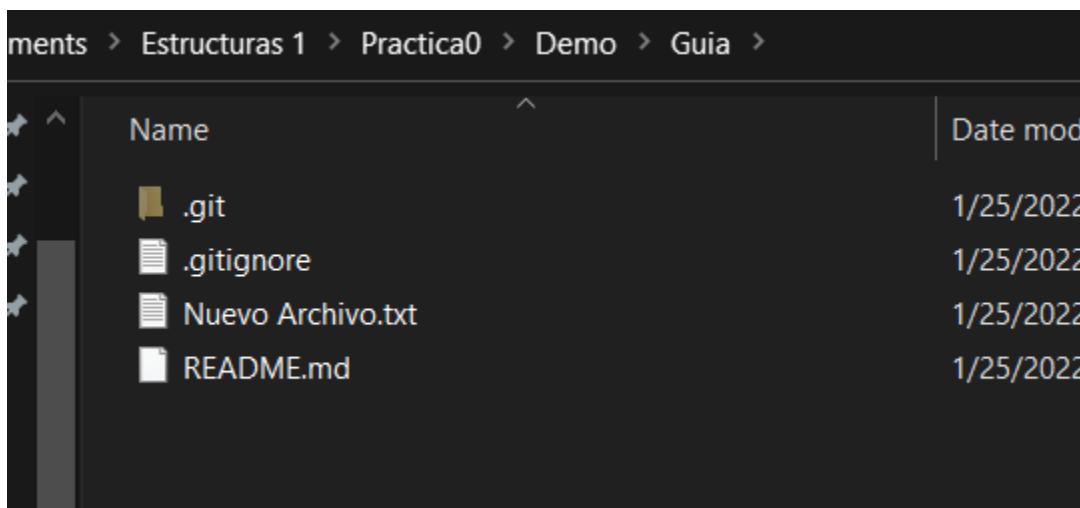 ments > Estructuras 1 > Practica0 > Demo > Guia >
Name Date mod
.git 1/25/2022
.gitignore 1/25/2022
Nuevo Archivo.txt 1/25/2022
README.md 1/25/2022